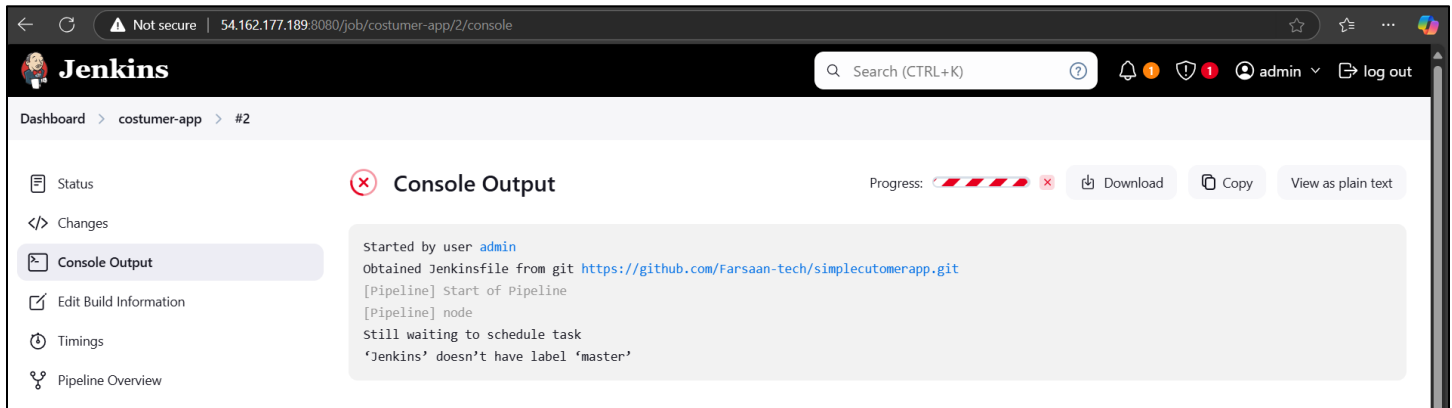 Not secure | 54.162.177.189:8080/job/costumer-app/2/console
Jenkins
Search (CTRL+K)
?
1
1
admin
log out
Dashboard > costumer-app > #2
Status
Changes
Console Output
Edit Build Information
Timings
Pipeline Overview
Console Output
Progress:
Download
Copy
View as plain text
Started by user admin
Obtained Jenkinsfile from git https://github.com/Farsaan-tech/simplecutomerapp.git
[Pipeline] Start of Pipeline
[Pipeline] node
Still waiting to schedule task
‘Jenkins’ doesn’t have label ‘master’